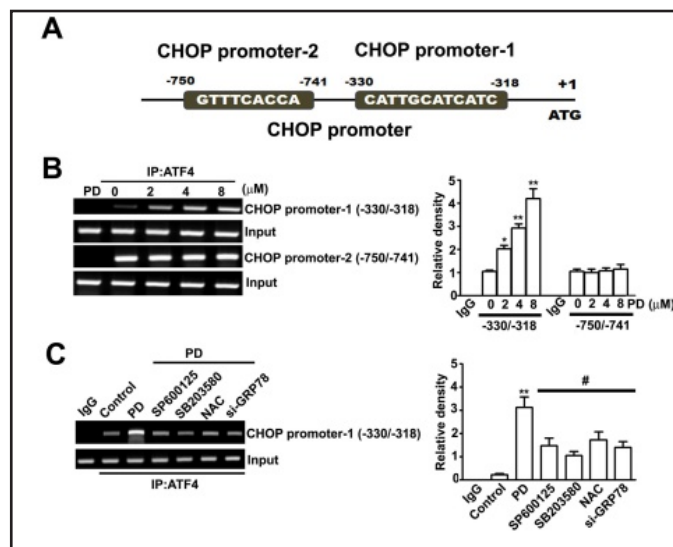 A
CHOP promoter-2 CHOP promoter-1
-750 -741 -330 -318 +1
GTTTCACCA CATTGCATCATC ATG
CHOP promoter
B
IP:ATF4
PD 0 2 4 8 (μM)
CHOP promoter-1 (-330/-318)
Input
CHOP promoter-2 (-750/-741)
Input
Relative density
5
4
3
2
1
0
* ** **
IgG 0 2 4 8 IgG 0 2 4 8 PD (μM)
-330/-318 -750/-741
C
PD
IgG Control PD SP600125 SB203580 NAC si-GRP78
CHOP promoter-1 (-330/-318)
Input
IP:ATF4
Relative density
5
4
3
2
1
0
** #
IgG Control PD SP600125 SB203580 NAC si-GRP78